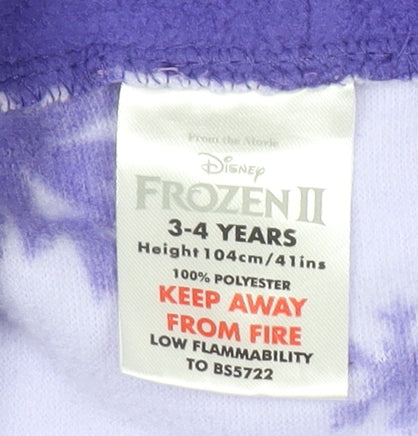 From the Movie
Disney
FROZEN II
3-4 YEARS
Height 104cm/41ins
100% POLYESTER
KEEP AWAY
FROM FIRE
LOW FLAMMABILITY
TO BS5722